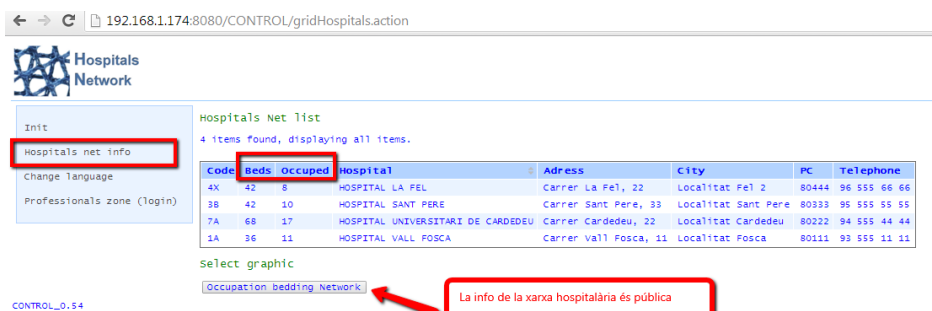 192.168.1.174:8080/CONTROL/gridHospitals.action
Hospitals
Network
Init
Hospitals net info
Change language
Professionals zone (login)
Hospitals Net list
4 items found, displaying all items.
Code Beds Occuped Hospital Adress City PC Telephone
4X 42 8 HOSPITAL LA FEL Carrer La Fel, 22 Localitat Fel 2 80444 96 555 66 66
3B 42 10 HOSPITAL SANT PERE Carrer Sant Pere, 33 Localitat Sant Pere 80333 95 555 55 55
7A 68 17 HOSPITAL UNIVERSITARI DE CARDEDEU Carrer Cardedeu, 22 Localitat Cardedeu 80222 94 555 44 44
1A 36 11 HOSPITAL VALL FOSCA Carrer Vall Fosca, 11 Localitat Fosca 80111 93 555 11 11
Select graphic
Occupation bedding Network
La info de la xarxa hospitalària és pública
CONTROL_0.54